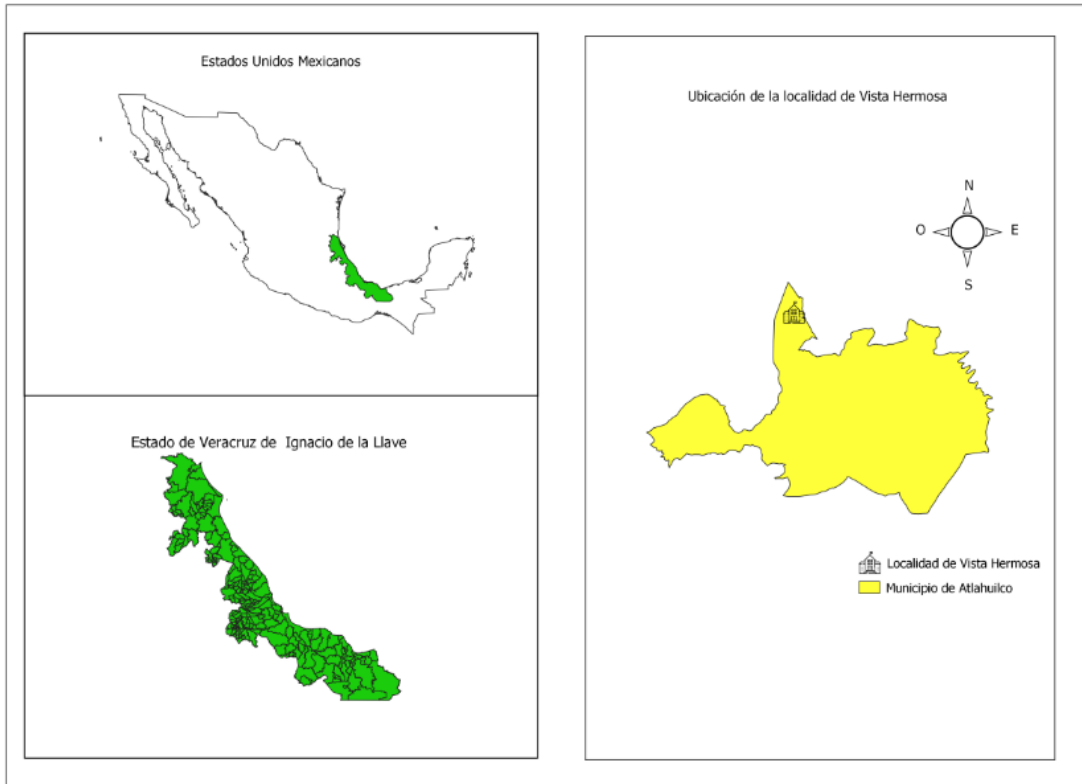 Estados Unidos Mexicanos
Estado de Veracruz de Ignacio de la Llave
Ubicación de la localidad de Vista Hermosa
N
O E
S
Localidad de Vista Hermosa
Municipio de Atlahuilco